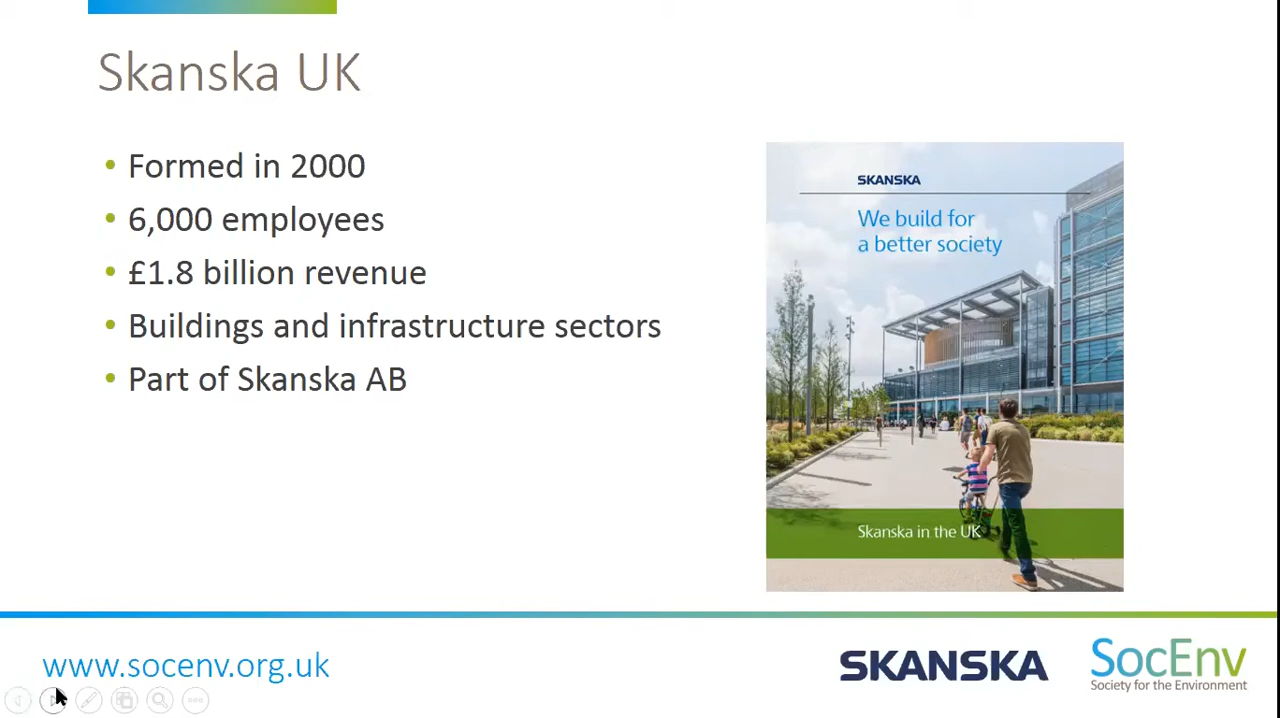 Skanska UK
• Formed in 2000
• 6,000 employees
• £1.8 billion revenue
• Buildings and infrastructure sectors
• Part of Skanska AB
SKANSKA
We build for
a better society
Skanska in the UK
www.socenv.org.uk
SKANSKA
SocEnv
Society for the Environment